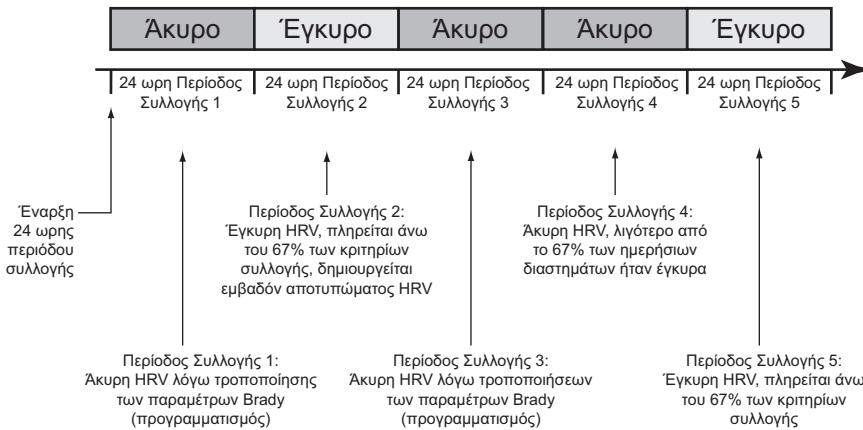 Άκυρο
Έγκυρο
Άκυρο
Άκυρο
Έγκυρο
24 ωρη Περίοδος
Συλλογής 1
24 ωρη Περίοδος
Συλλογής 2
24 ωρη Περίοδος
Συλλογής 3
24 ωρη Περίοδος
Συλλογής 4
24 ωρη Περίοδος
Συλλογής 5
Έναρξη
24 ωρης
περιόδου
συλλογής
Περίοδος Συλλογής 2:
Έγκυρη HRV, πληρείται άνω
του 67% των κριτηρίων
συλλογής, δημιουργείται
εμβαδόν αποτυπώματος HRV
Περίοδος Συλλογής 4:
Άκυρη HRV, λιγότερο από
το 67% των ημερήσιων
διαστημάτων ήταν έγκυρα
Περίοδος Συλλογής 1:
Άκυρη HRV λόγω τροποποίησης
των παραμέτρων Brady
(προγραμματισμός)
Περίοδος Συλλογής 3:
Άκυρη HRV λόγω τροποποιήσεων
των παραμέτρων Brady
(προγραμματισμός)
Περίοδος Συλλογής 5:
Έγκυρη HRV, πληρείται άνω
του 67% των κριτηρίων
συλλογής